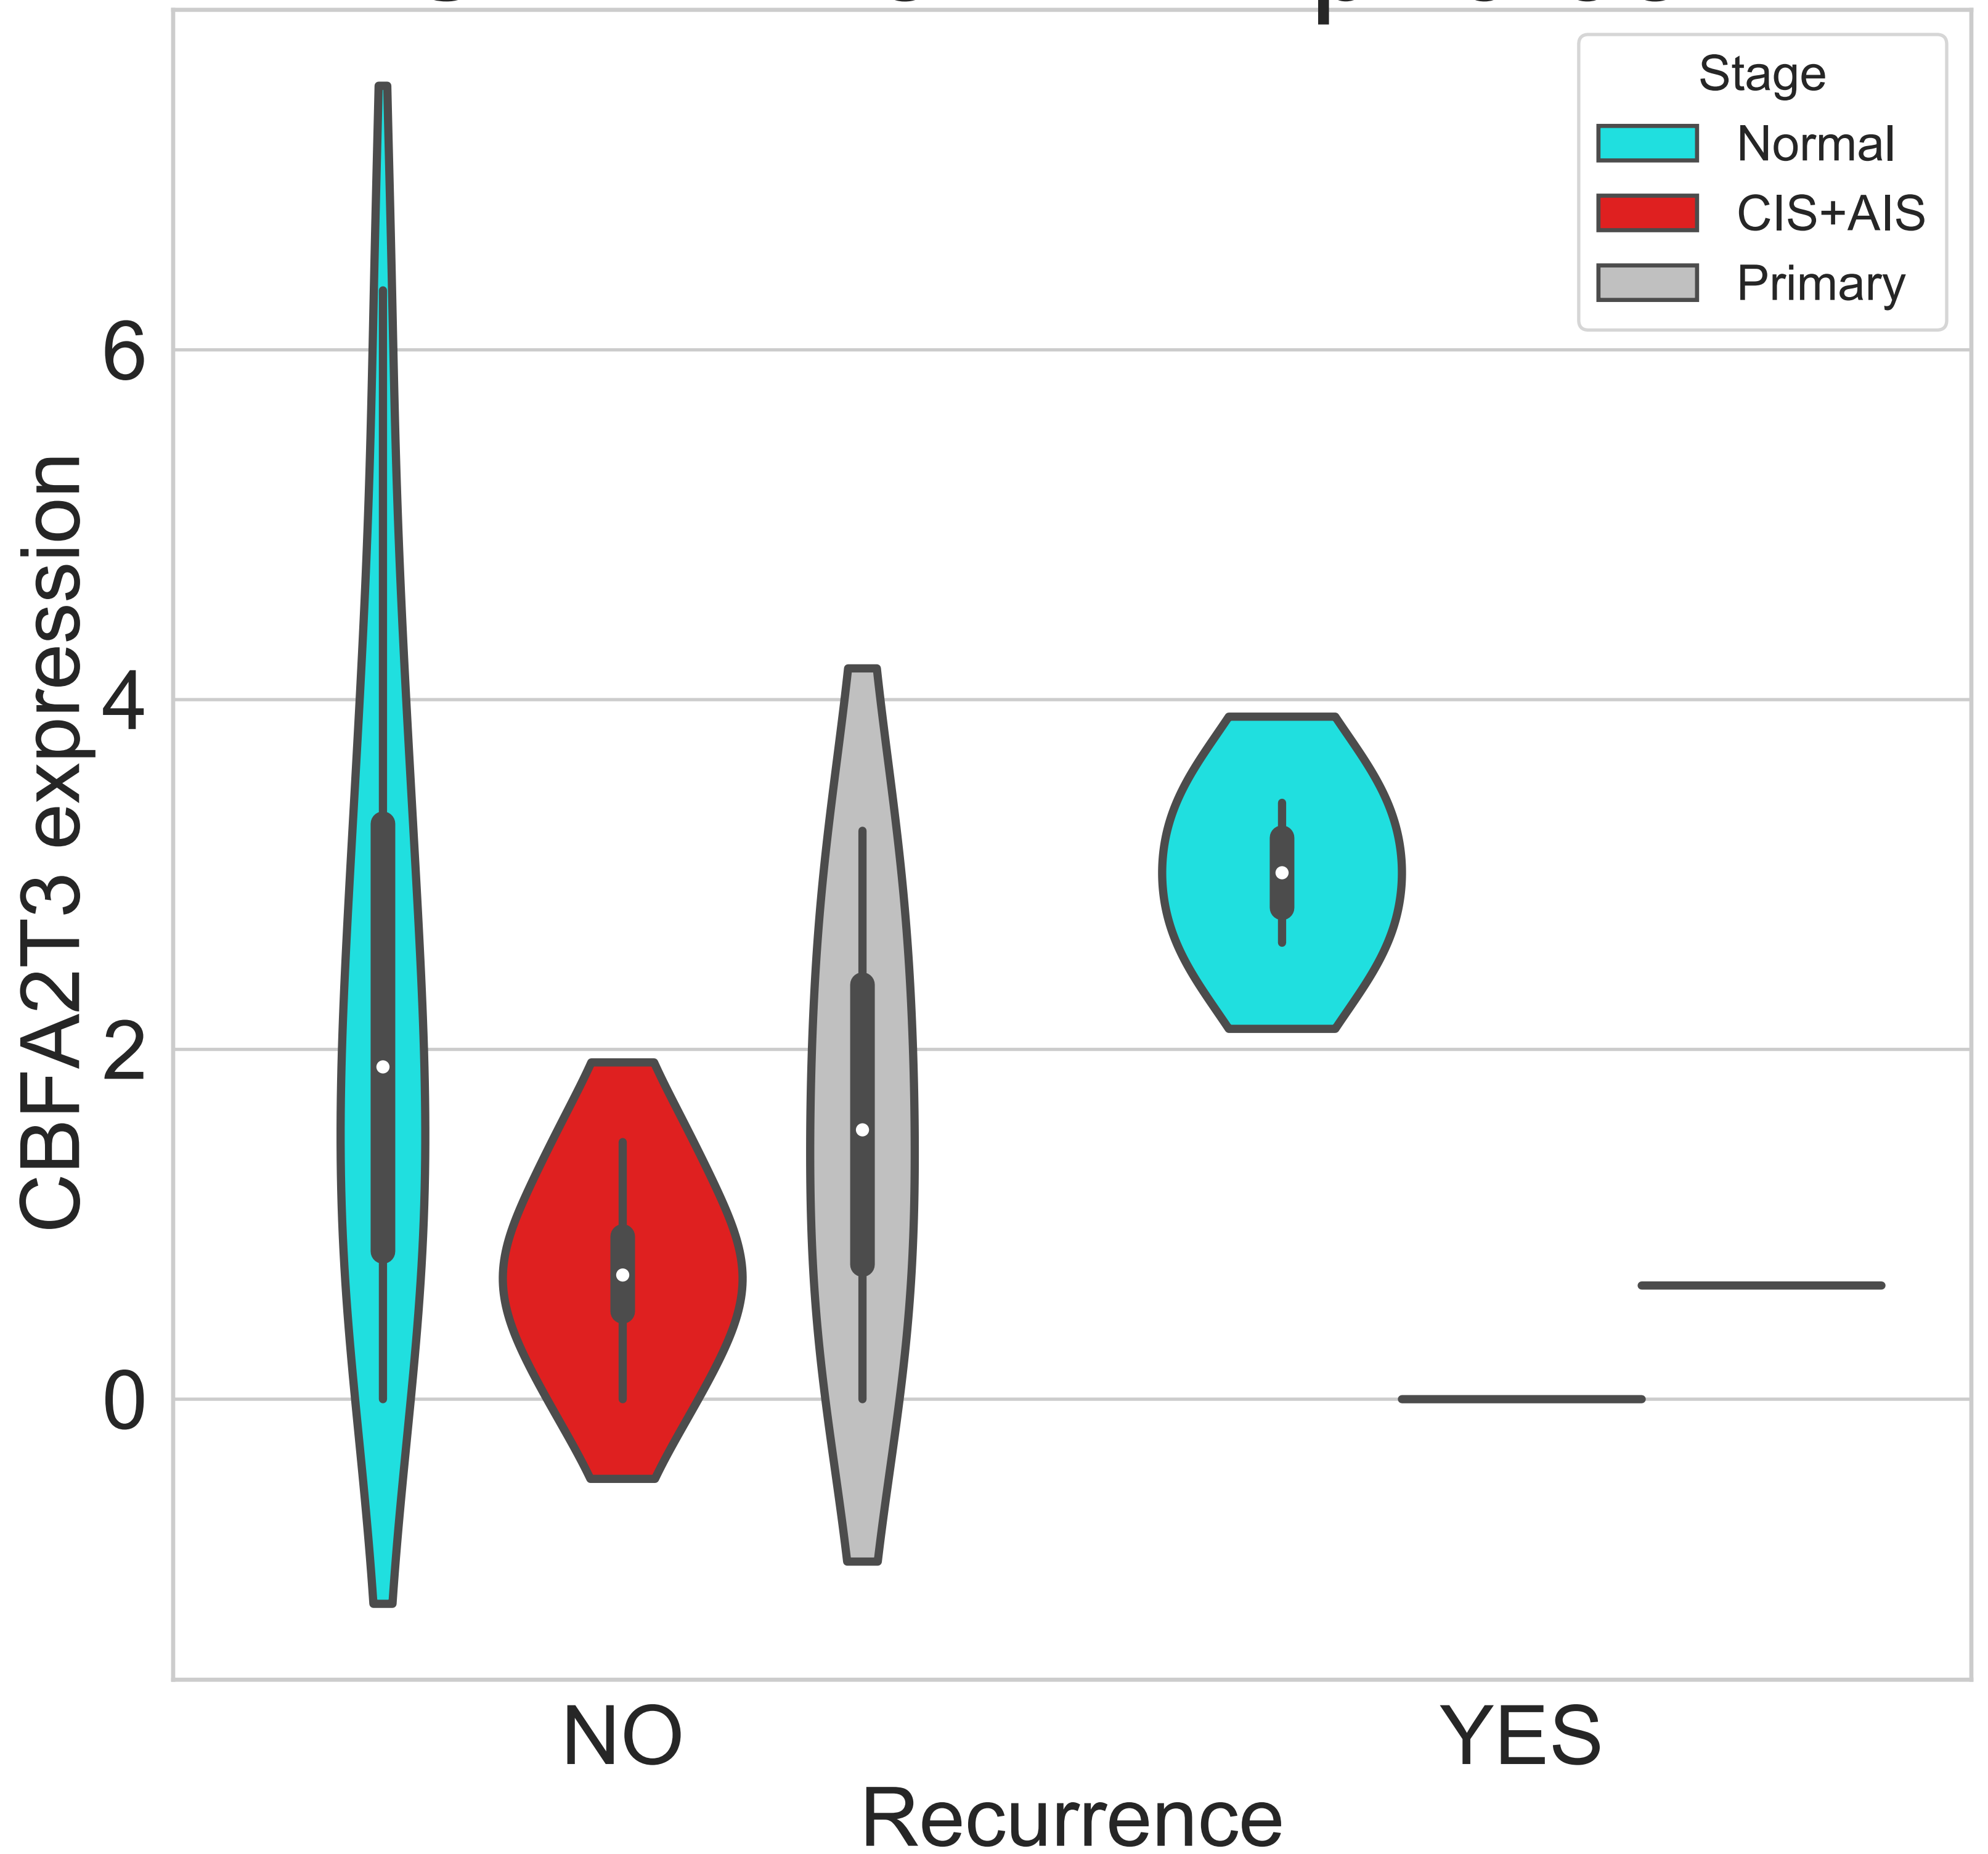 Stage
Normal
CIS+AIS
Primary
6
4
2
0
CBFA2T3 expression
NO
YES
Recurrence